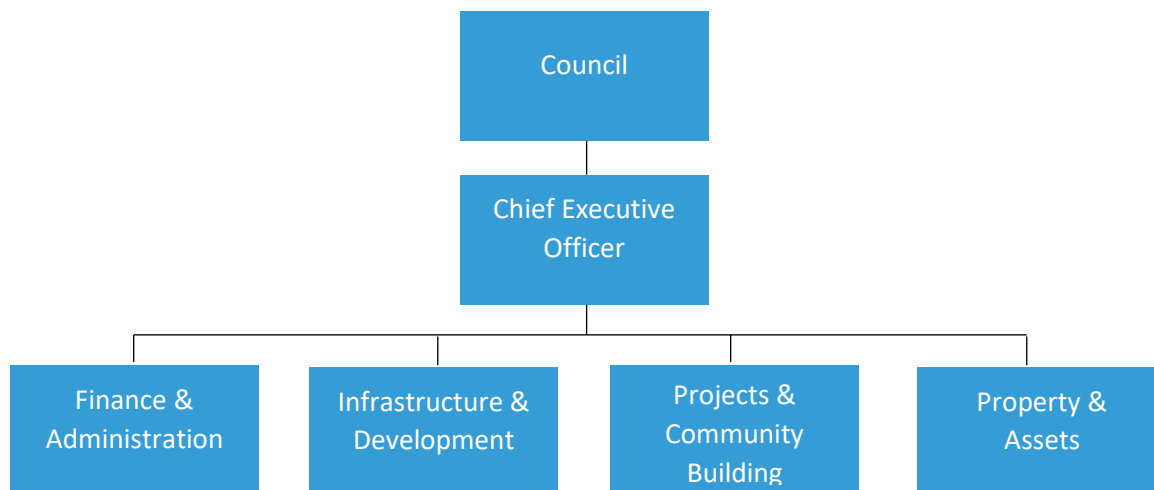 Council
Chief Executive
Officer
Finance &
Administration
Infrastructure &
Development
Projects &
Community
Building
Property &
Assets